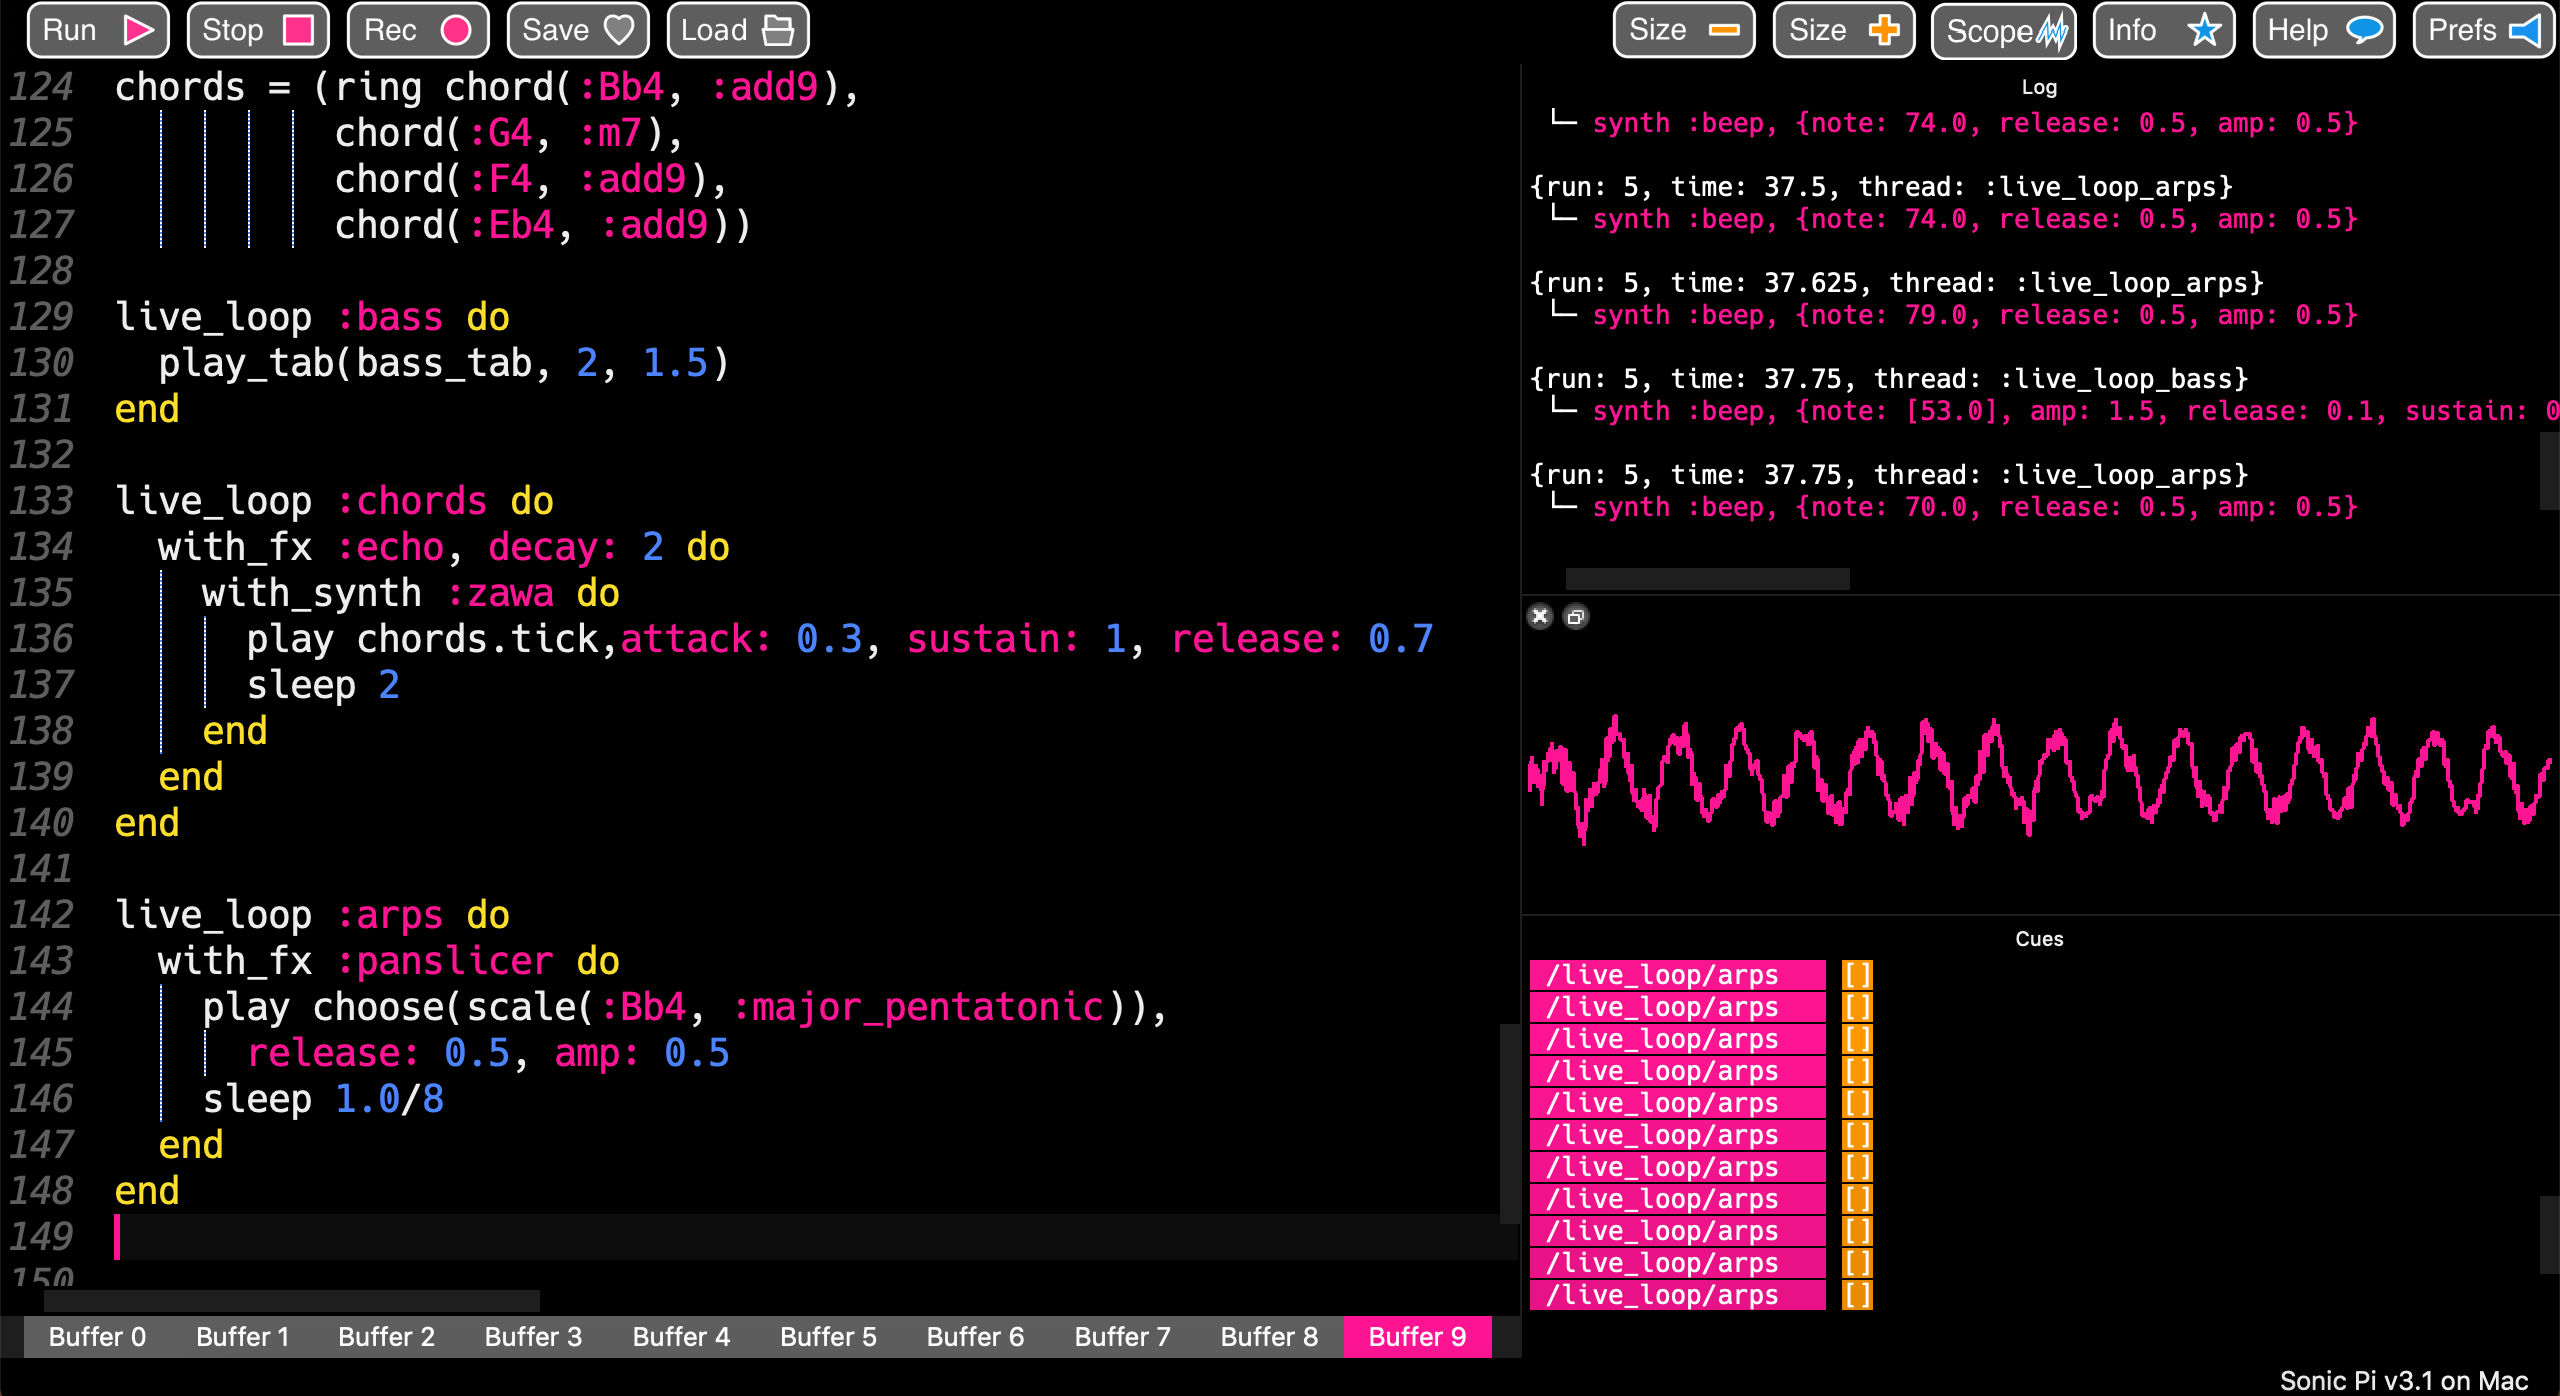 Run Stop Rec Save Load Size Size Scope Info Help Prefs
124 chords = (ring chord(:Bb4, :add9),
125 chord(:G4, :m7),
126 chord(:F4, :add9),
127 chord(:Eb4, :add9))
128
129 live_loop :bass do
130 play_tab(bass_tab, 2, 1.5)
131 end
132
133 live_loop :chords do
134 with_fx :echo, decay: 2 do
135 with_synth :zawa do
136 play chords.tick,attack: 0.3, sustain: 1, release: 0.7
137 sleep 2
138 end
139 end
140 end
141
142 live_loop :arps do
143 with_fx :panslicer do
144 play choose(scale(:Bb4, :major_pentatonic)),
145 release: 0.5, amp: 0.5
146 sleep 1.0/8
147 end
148 end
149
150
Buffer 0 Buffer 1 Buffer 2 Buffer 3 Buffer 4 Buffer 5 Buffer 6 Buffer 7 Buffer 8 Buffer 9
Log
synth :beep, {note: 74.0, release: 0.5, amp: 0.5}
{run: 5, time: 37.5, thread: :live_loop_arps}
synth :beep, {note: 74.0, release: 0.5, amp: 0.5}
{run: 5, time: 37.625, thread: :live_loop_arps}
synth :beep, {note: 79.0, release: 0.5, amp: 0.5}
{run: 5, time: 37.75, thread: :live_loop_bass}
synth :beep, {note: [53.0], amp: 1.5, release: 0.1, sustain: 0
{run: 5, time: 37.75, thread: :live_loop_arps}
synth :beep, {note: 70.0, release: 0.5, amp: 0.5}
Cues
/live_loop/arps []
/live_loop/arps []
/live_loop/arps []
/live_loop/arps []
/live_loop/arps []
/live_loop/arps []
/live_loop/arps []
/live_loop/arps []
/live_loop/arps []
/live_loop/arps []
/live_loop/arps []
Sonic Pi v3.1 on Mac